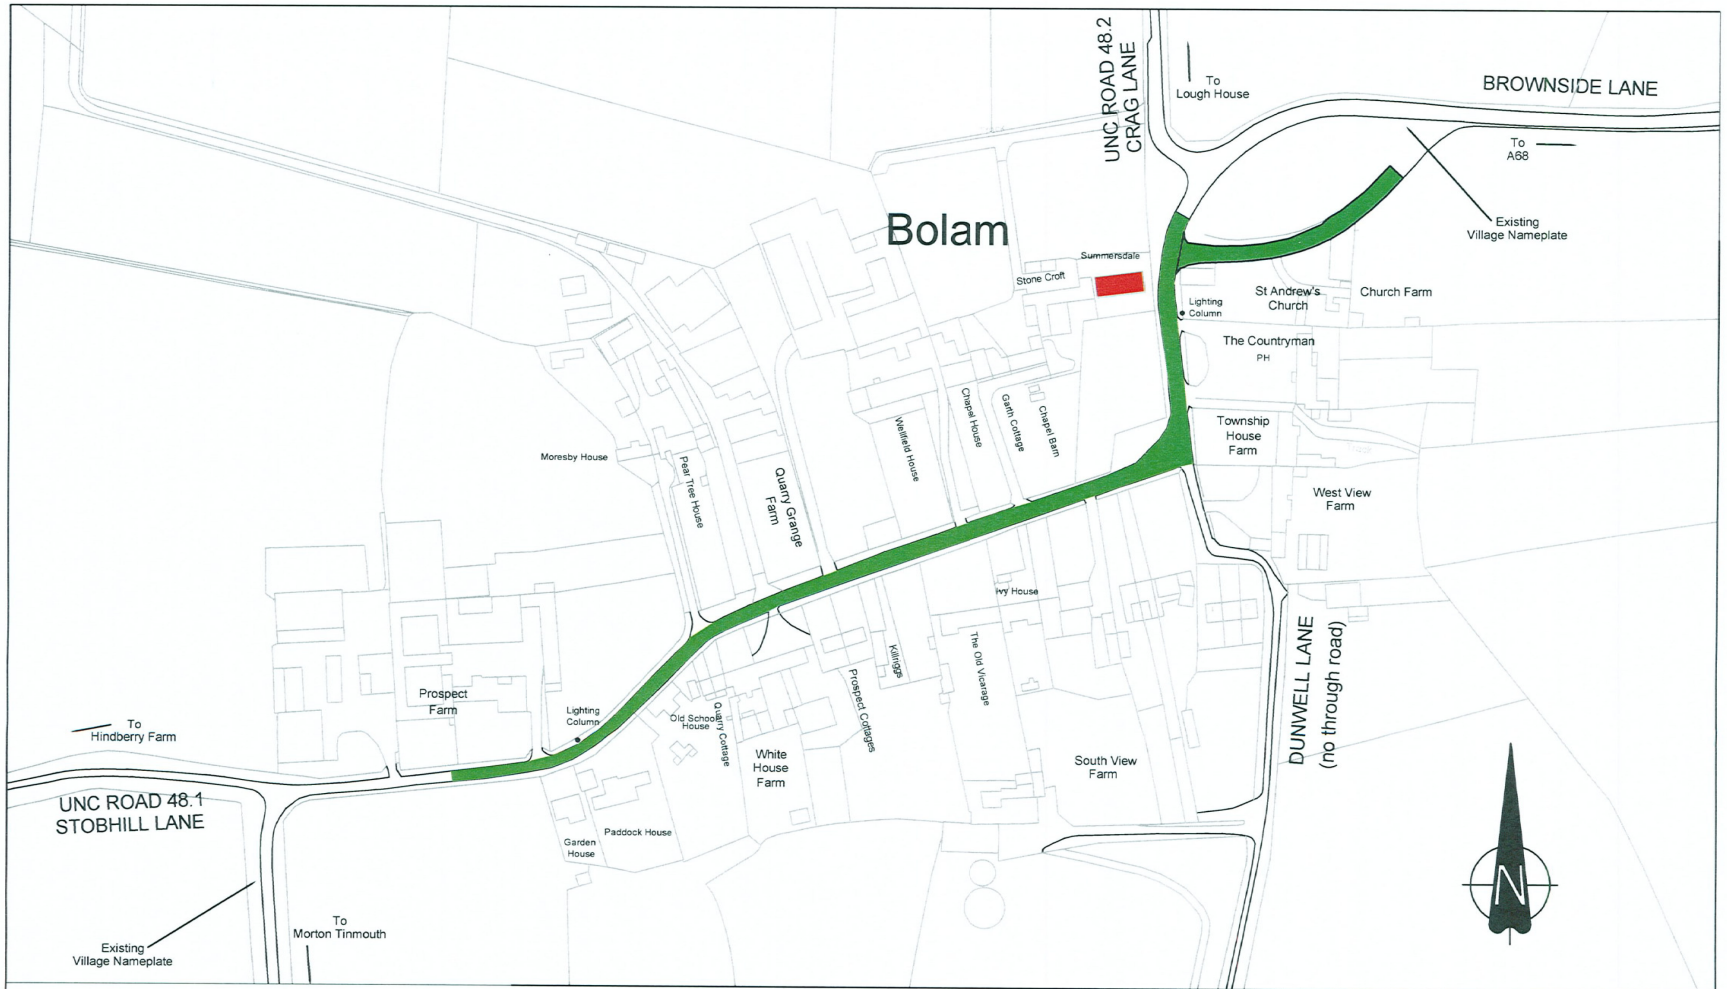 UNC ROAD 48.2
CRAG LANE
To
Lough House
BROWNSIDE LANE
To
A68
Existing
Village Nameplate
Bolam
Summersdale
Stone Croft
St Andrew's
Church
Church Farm
Lighting
Column
The Countryman
PH
Township
House
Farm
West View
Farm
Chapel House
Garth Cottage
Chapel Barn
Wellfield House
Moresby House
Pear Tree House
Quarry Grange
Farm
Ivy House
The Old Vicarage
Killriggs
Prospect Cottages
Prospect
Farm
Lighting
Column
Old School
House
Quarry Cottage
White
House
Farm
South View
Farm
DUNWELL LANE
(no through road)
To
Hindberry Farm
UNC ROAD 48.1
STOBHILL LANE
Garden
House
Paddock House
To
Morton Tinmouth
Existing
Village Nameplate
N